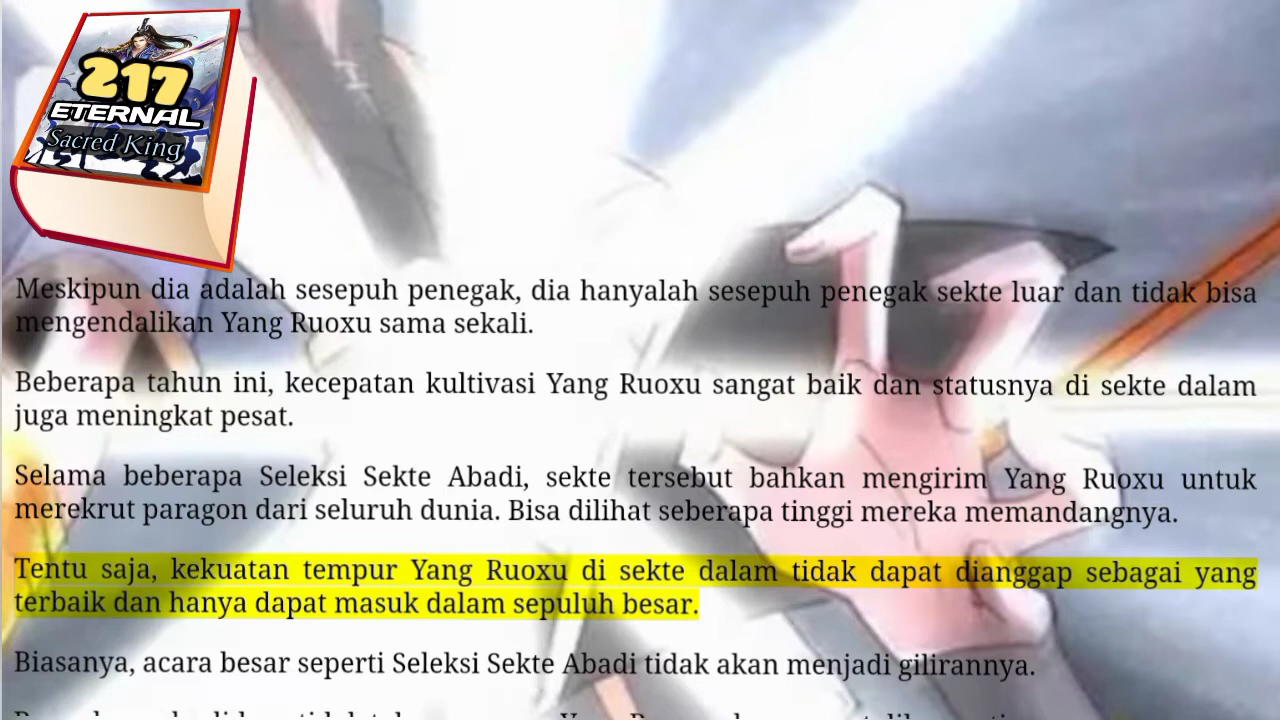 217
ETERNAL
Sacred King
Meskipun dia adalah sesepuh penegak, dia hanyalah sesepuh penegak sekte luar dan tidak bisa
mengendalikan Yang Ruoxu sama sekali.
Beberapa tahun ini, kecepatan kultivasi Yang Ruoxu sangat baik dan statusnya di sekte dalam
juga meningkat pesat.
Selama beberapa Seleksi Sekte Abadi, sekte tersebut bahkan mengirim Yang Ruoxu untuk
merekrut paragon dari seluruh dunia. Bisa dilihat seberapa tinggi mereka memandangnya.
Tentu saja, kekuatan tempur Yang Ruoxu di sekte dalam tidak dapat dianggap sebagai yang
terbaik dan hanya dapat masuk dalam sepuluh besar.
Biasanya, acara besar seperti Seleksi Sekte Abadi tidak akan menjadi gilirannya.